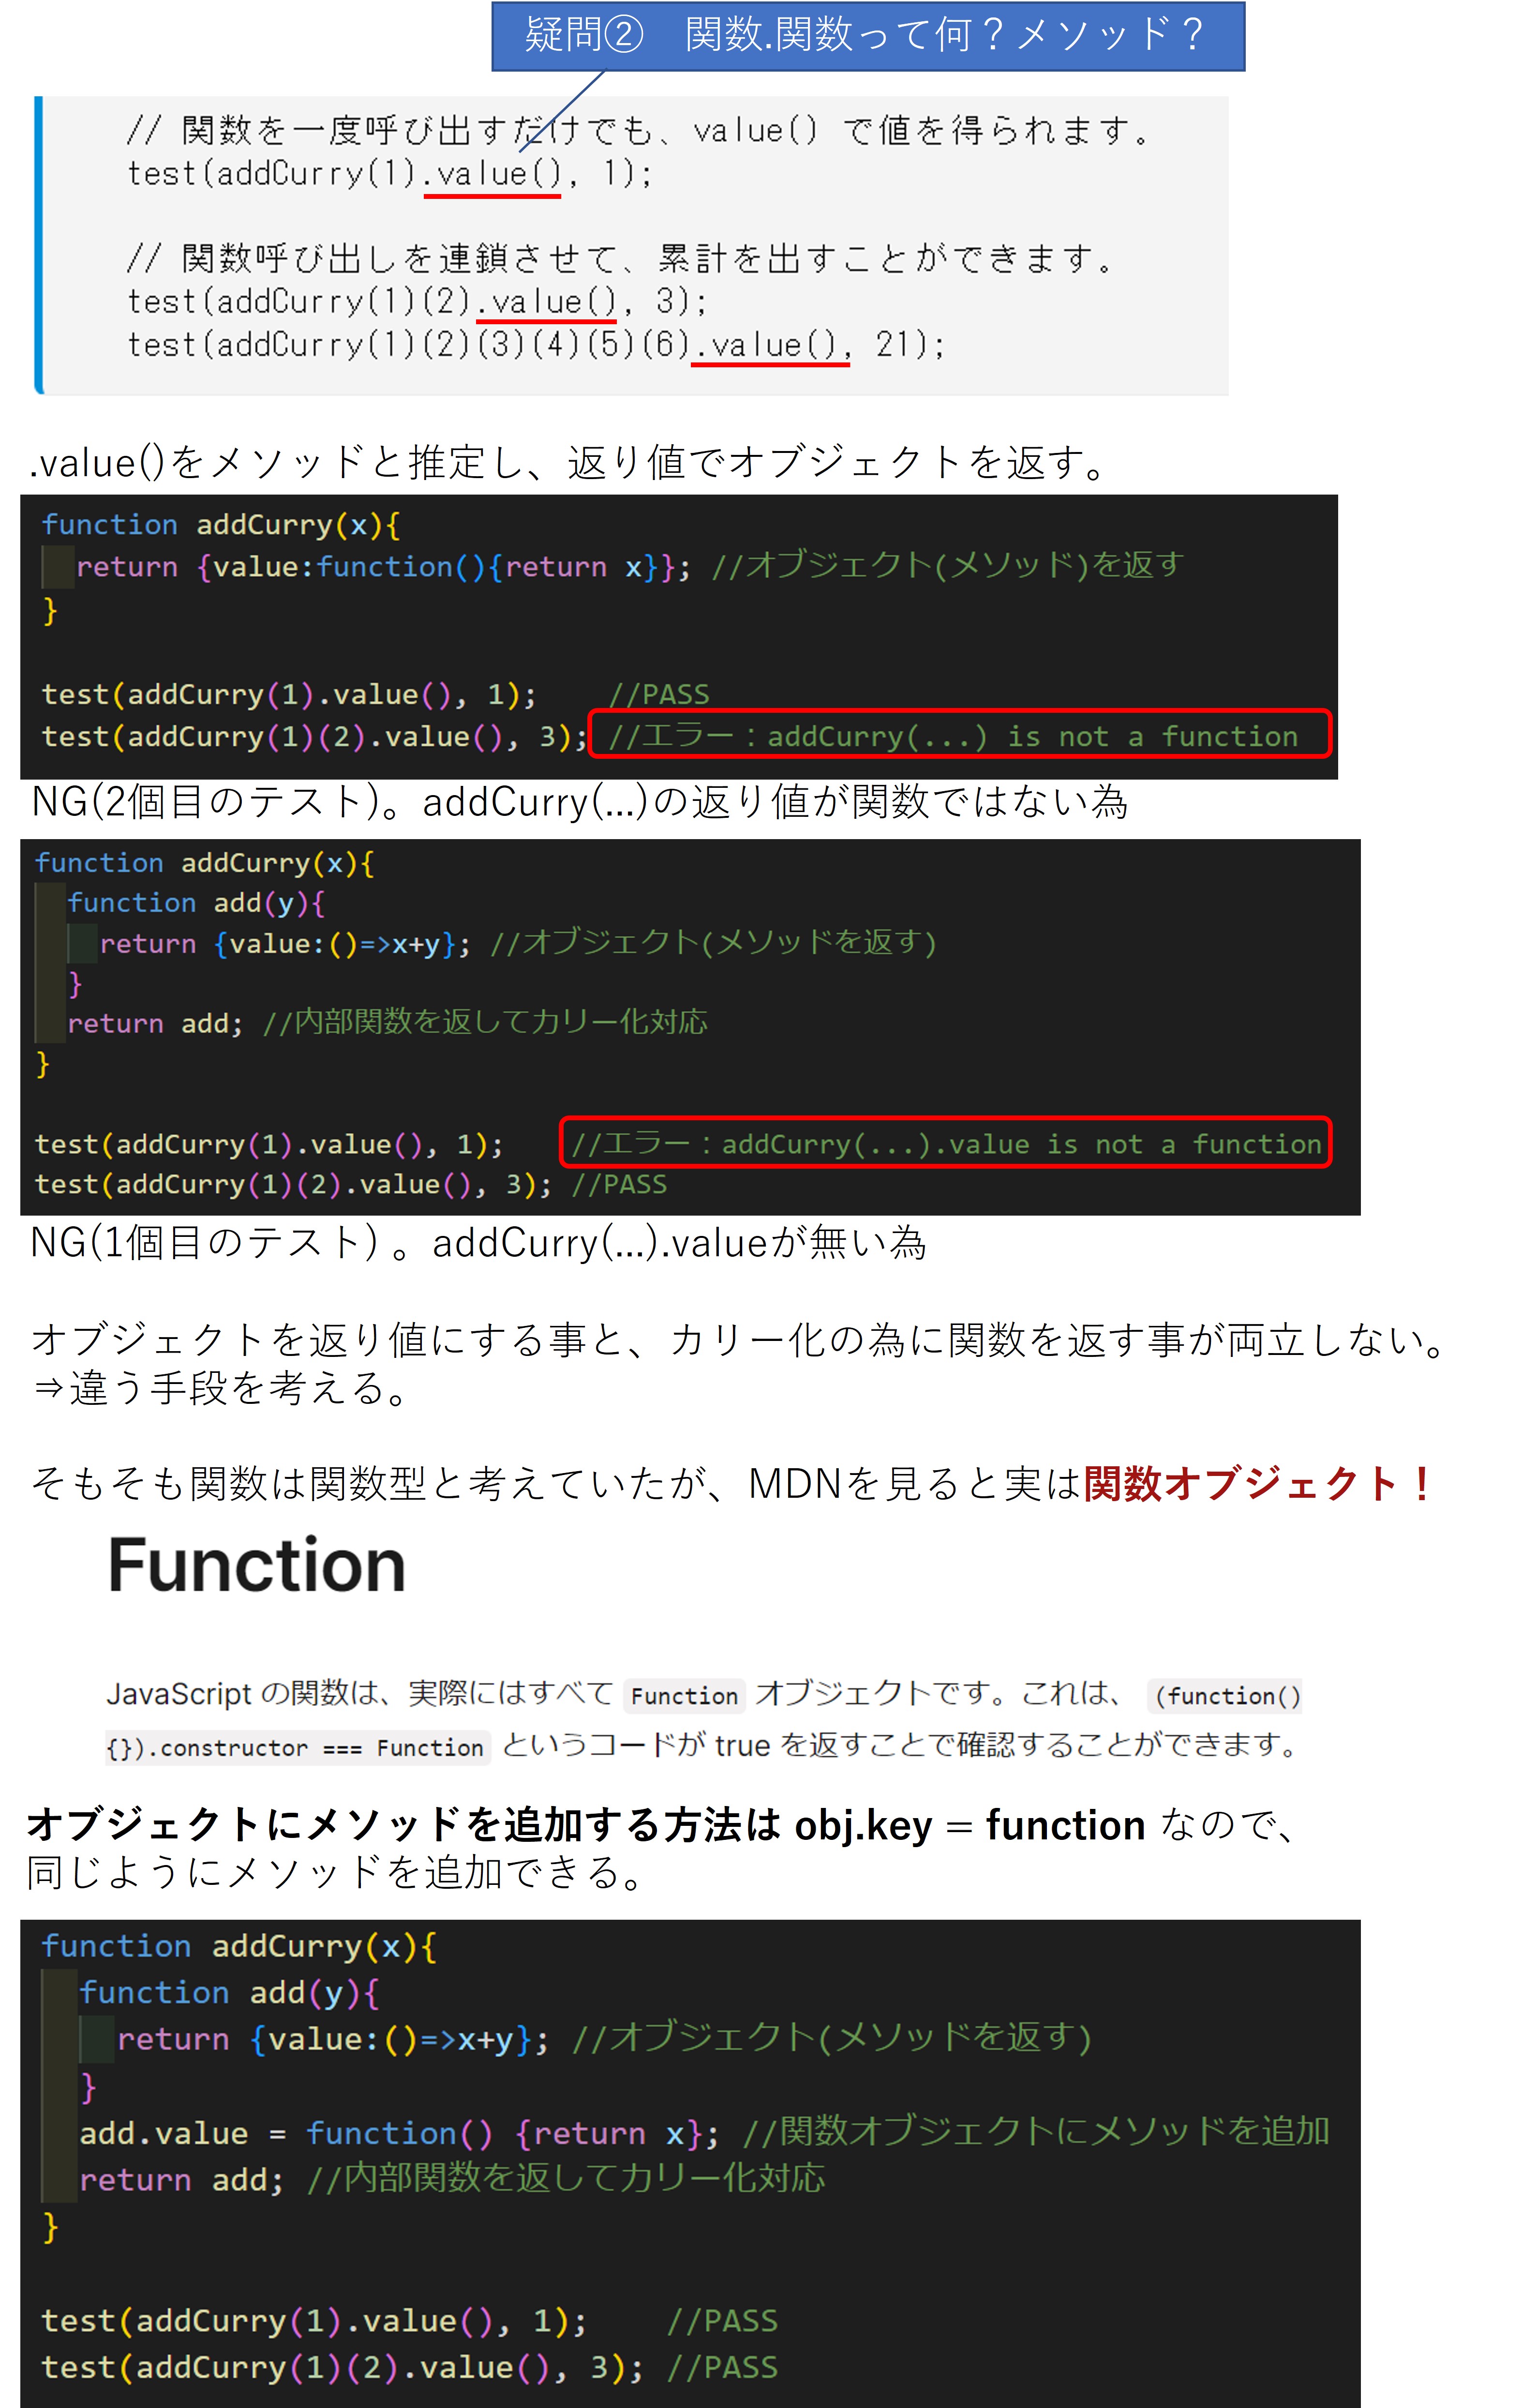 疑問②　関数.関数って何？メソッド？
// 関数を一度呼び出すだけでも、value() で値を得られます。
test(addCurry(1).value(), 1);
// 関数呼び出しを連鎖させて、累計を出すことができます。
test(addCurry(1)(2).value(), 3);
test(addCurry(1)(2)(3)(4)(5)(6).value(), 21);
.value()をメソッドと推定し、返り値でオブジェクトを返す。
function addCurry(x){
return {value:function(){return x}}; //オブジェクト(メソッド)を返す
}
test(addCurry(1).value(), 1); //PASS
test(addCurry(1)(2).value(), 3); //エラー：addCurry(...) is not a function
NG(2個目のテスト)。addCurry(...)の返り値が関数ではない為
function addCurry(x){
function add(y){
return {value:()=>x+y}; //オブジェクト(メソッドを返す)
}
return add; //内部関数を返してカリー化対応
}
test(addCurry(1).value(), 1); //エラー：addCurry(...).value is not a function
test(addCurry(1)(2).value(), 3); //PASS
NG(1個目のテスト) 。addCurry(...).valueが無い為
オブジェクトを返り値にする事と、カリー化の為に関数を返す事が両立しない。
⇒違う手段を考える。
そもそも関数は関数型と考えていたが、MDNを見ると実は関数オブジェクト！
Function
JavaScript の関数は、実際にはすべて Function オブジェクトです。これは、 (function()
{}).constructor === Function というコードが true を返すことで確認することができます。
オブジェクトにメソッドを追加する方法は obj.key = function なので、
同じようにメソッドを追加できる。
function addCurry(x){
function add(y){
return {value:()=>x+y}; //オブジェクト(メソッドを返す)
}
add.value = function() {return x}; //関数オブジェクトにメソッドを追加
return add; //内部関数を返してカリー化対応
}
test(addCurry(1).value(), 1); //PASS
test(addCurry(1)(2).value(), 3); //PASS